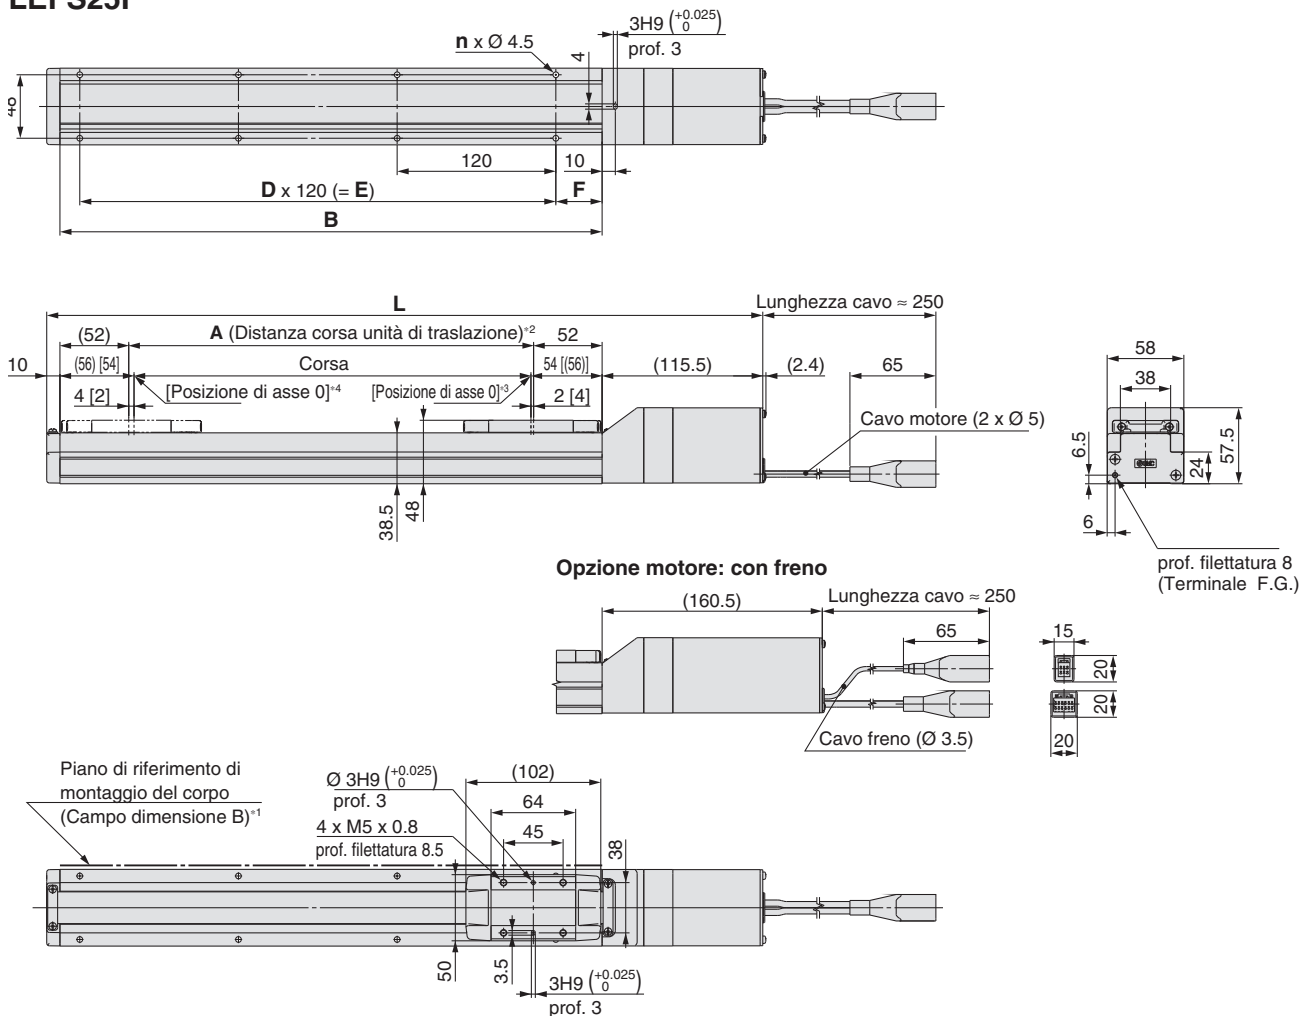 3H9 (+0.025 0)
prof. 3
n x Ø 4.5
4
48
120
10
D x 120 (= E)
F
B
L
Lunghezza cavo ≈ 250
(52)
A (Distanza corsa unità di traslazione)*2
52
10
(56) [54]
Corsa
54 [(56)]
(115.5)
(2.4)
65
4 [2]
[Posizione di asse 0]*4
[Posizione di asse 0]*3
2 [4]
Cavo motore (2 x Ø 5)
38.5
48
58
38
6.5
24
57.5
6
prof. filettatura 8
(Terminale F.G.)
Opzione motore: con freno
(160.5)
Lunghezza cavo ≈ 250
65
15
20
20
20
Cavo freno (Ø 3.5)
Piano di riferimento di
montaggio del corpo
(Campo dimensione B)*1
Ø 3H9 (+0.025 0)
prof. 3
4 x M5 x 0.8
prof. filettatura 8.5
(102)
64
45
38
50
3.5
3H9 (+0.025 0)
prof. 3